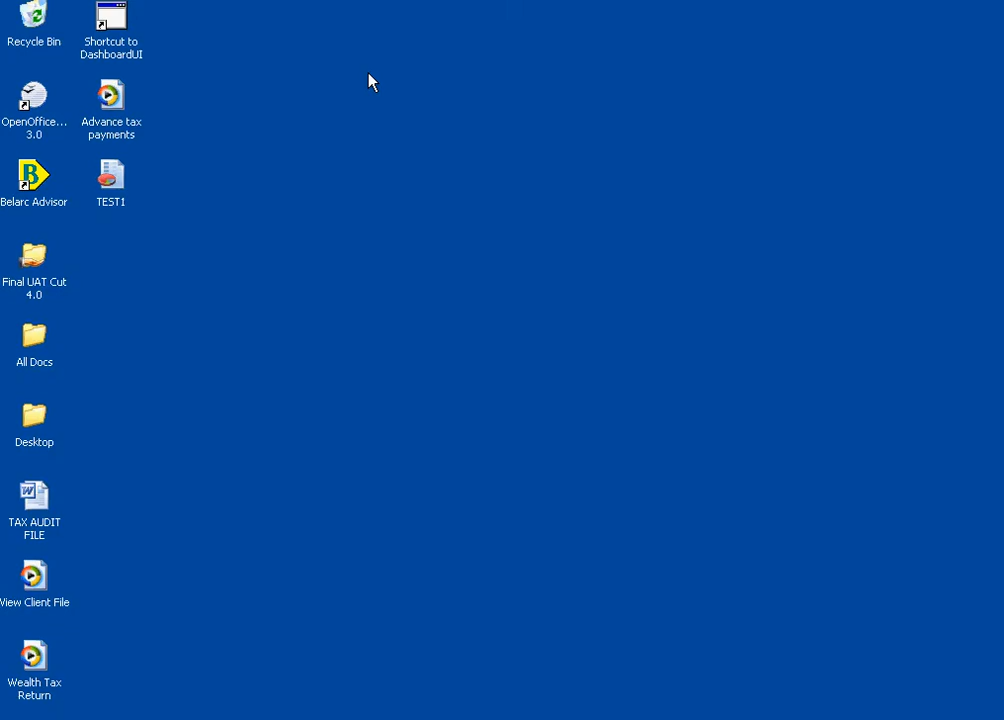 Recycle Bin
Shortcut to
DashboardUI
OpenOffice...
3.0
Advance tax
payments
Belarc Advisor
TEST1
Final UAT Cut
4.0
All Docs
Desktop
TAX AUDIT
FILE
View Client File
Wealth Tax
Return